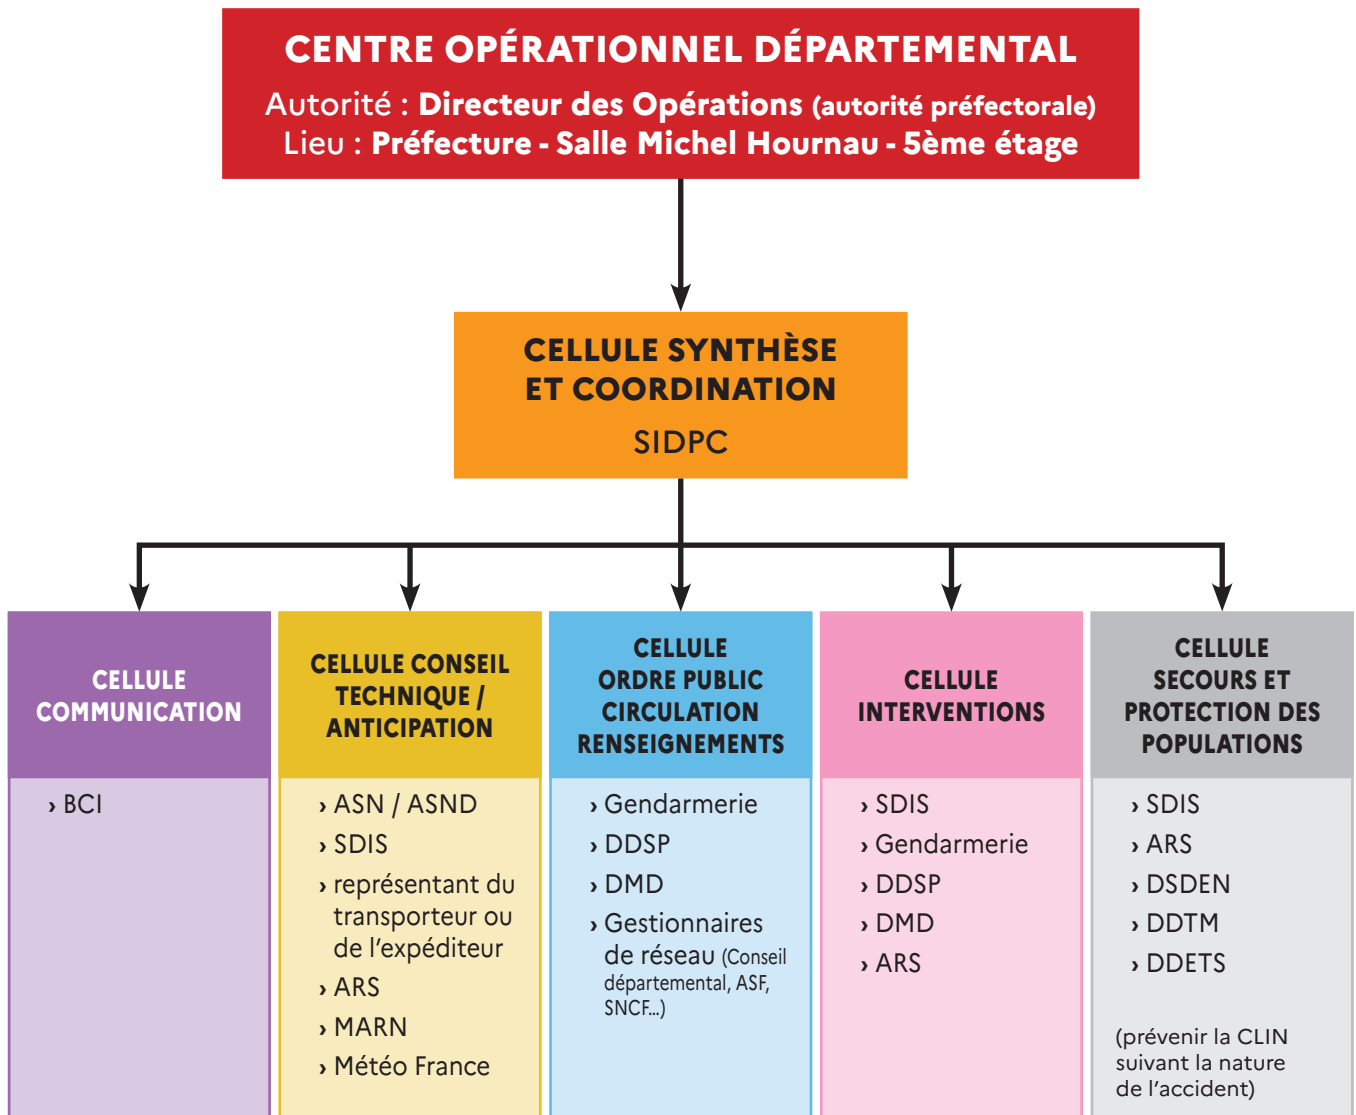 CENTRE OPÉRATIONNEL DÉPARTEMENTAL
Autorité : Directeur des Opérations (autorité préfectorale)
Lieu : Préfecture - Salle Michel Hournau - 5ème étage
CELLULE SYNTHÈSE
ET COORDINATION
SIDPC
CELLULE
COMMUNICATION
› BCI
CELLULE CONSEIL
TECHNIQUE /
ANTICIPATION
› ASN / ASND
› SDIS
› représentant du
transporteur ou
de l'expéditeur
› ARS
› MARN
› Météo France
CELLULE
ORDRE PUBLIC
CIRCULATION
RENSEIGNEMENTS
› Gendarmerie
› DDSP
› DMD
› Gestionnaires
de réseau (Conseil
départemental, ASF,
SNCF...)
CELLULE
INTERVENTIONS
› SDIS
› Gendarmerie
› DDSP
› DMD
› ARS
CELLULE
SECOURS ET
PROTECTION DES
POPULATIONS
› SDIS
› ARS
› DSDEN
› DDTM
› DDETS
(prévenir la CLIN
suivant la nature
de l'accident)